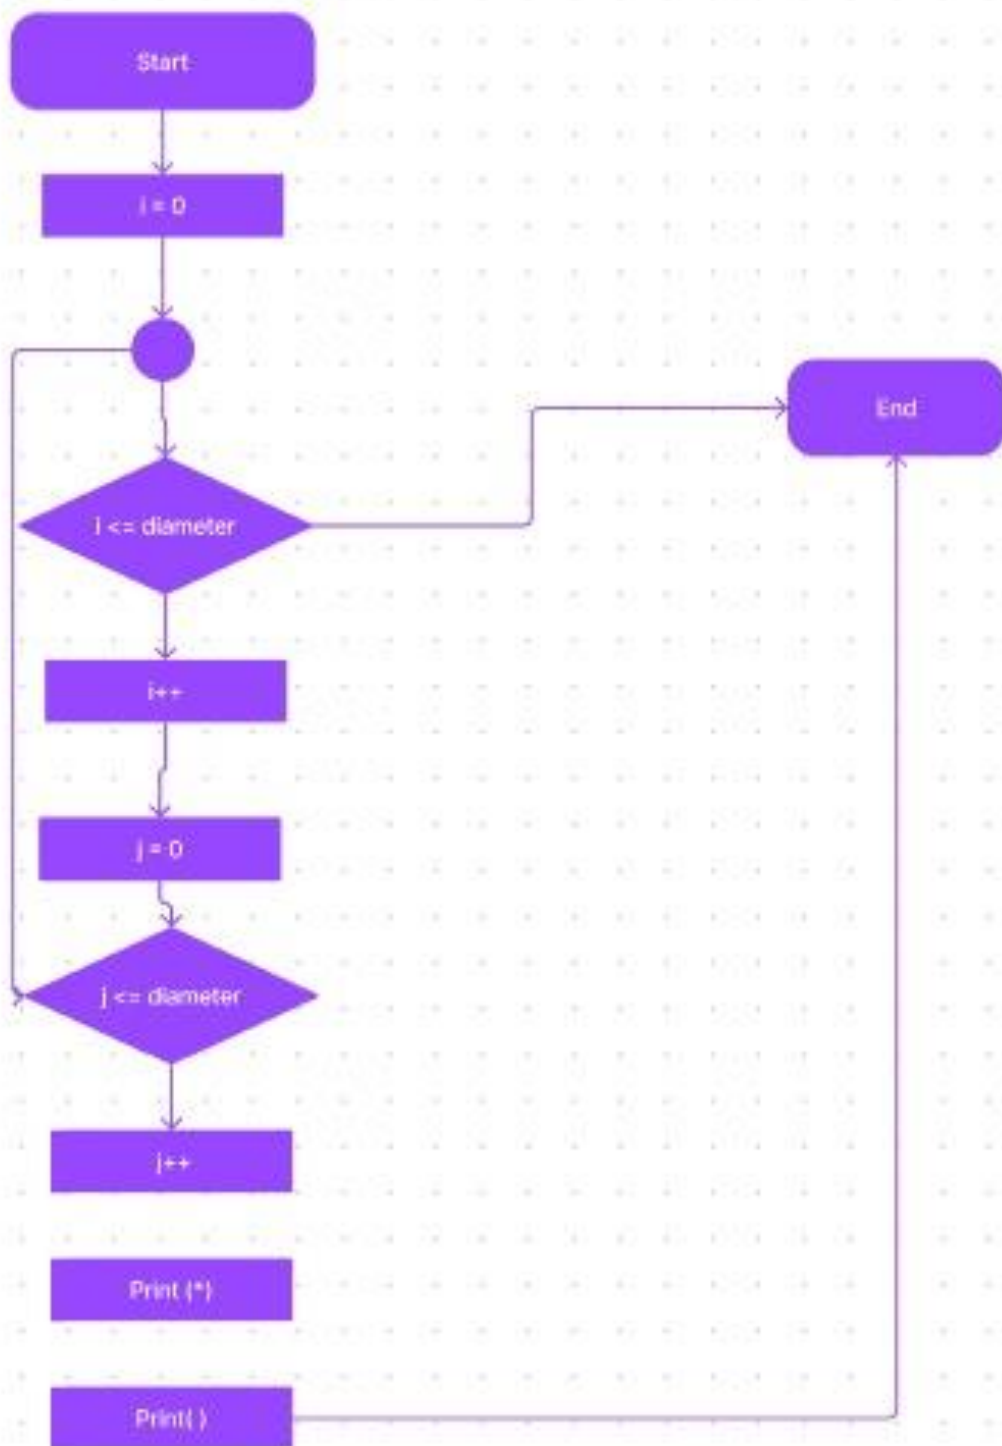 Start
i = 0
End
i <= diameter
i++
j = 0
j <= diameter
j++
Print (*)
Print( )